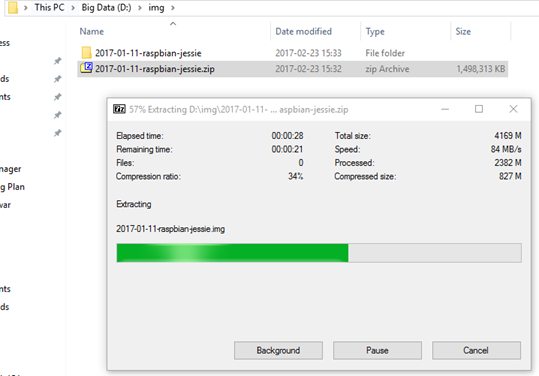 This PC > Big Data (D:) > img
Name Date modified Type Size
ess
2017-01-11-raspbian-jessie 2017-02-23 15:33 File folder
2017-01-11-raspbian-jessie.zip 2017-02-23 15:32 zip Archive 1,498,313 KB
ds
nts
57% Extracting D:\img\2017-01-11- ... aspbian-jessie.zip
Elapsed time: 00:00:28 Total size: 4169 M
Remaining time: 00:00:21 Speed: 84 MB/s
Files: 0 Processed: 2382 M
Compression ratio: 34% Compressed size: 827 M
nager
g Plan
war
Extracting
2017-01-11-raspbian-jessie.img
nts
ds
Background Pause Cancel